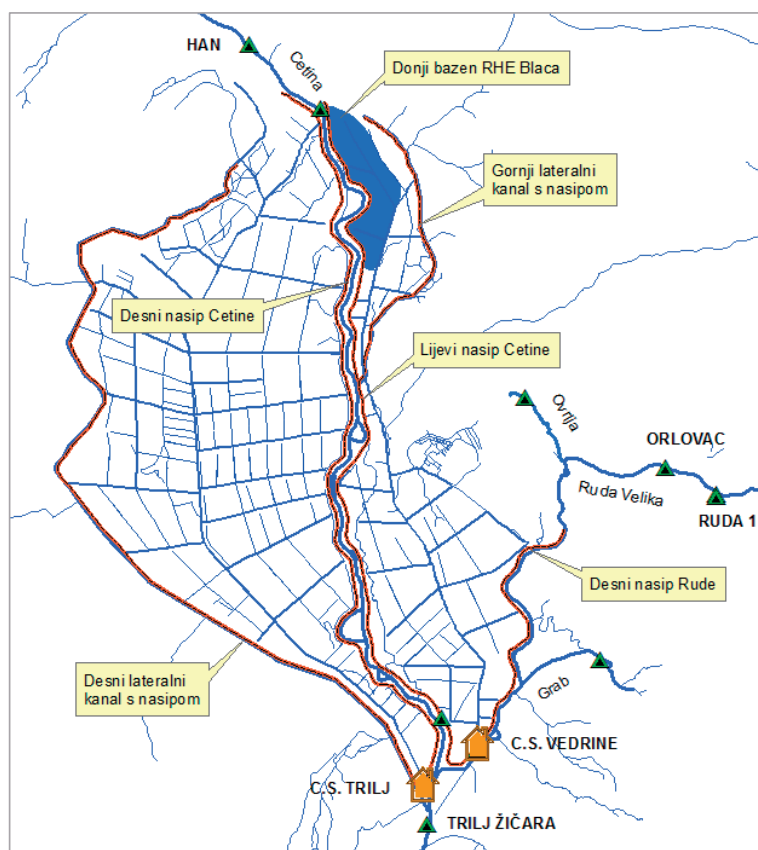 HAN
Cetina
Donji bazen RHE Blaca
Gornji lateralni
kanal s nasipom
Desni nasip Cetine
Lijevi nasip Cetine
Ovrlja
ORLOVAC
Ruda Velika
RUDA 1
Desni nasip Rude
Desni lateralni
kanal s nasipom
Grab
C.S. VEDRINE
C.S. TRILJ
TRILJ ŽIČARA